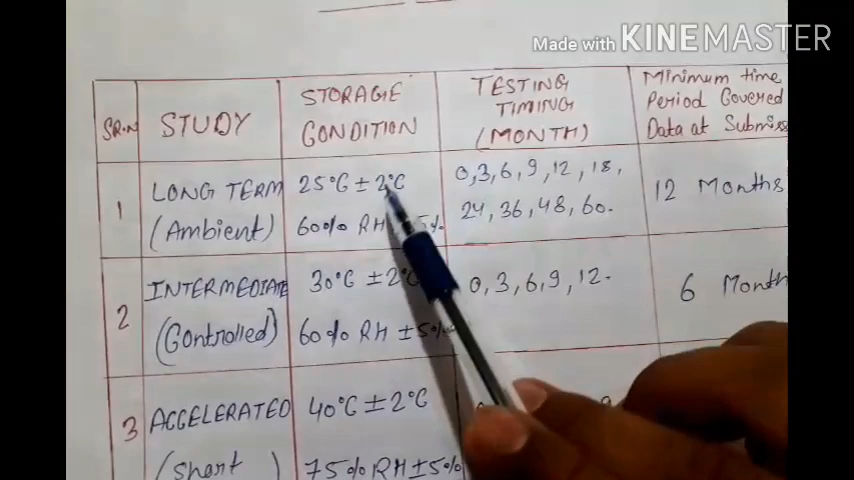 Made with KINEMASTER
SR.N
STUDY
STORAGE
CONDITION
TESTING
TIMING
(MONTH)
Minimum time
Period Covered
Data at Submiss
1
LONG TERM
(Ambient)
25°C ± 2°C
60% RH 5%
0,3,6,9,12,18,
24,36,48,60.
12 Months
2
INTERMEDIATE
(Controlled)
30°C ± 2°C
60% RH ± 5%
0,3,6,9,12.
6 Month
3
ACCELERATED
(Short )
40°C ± 2°C
75% RH ± 5%